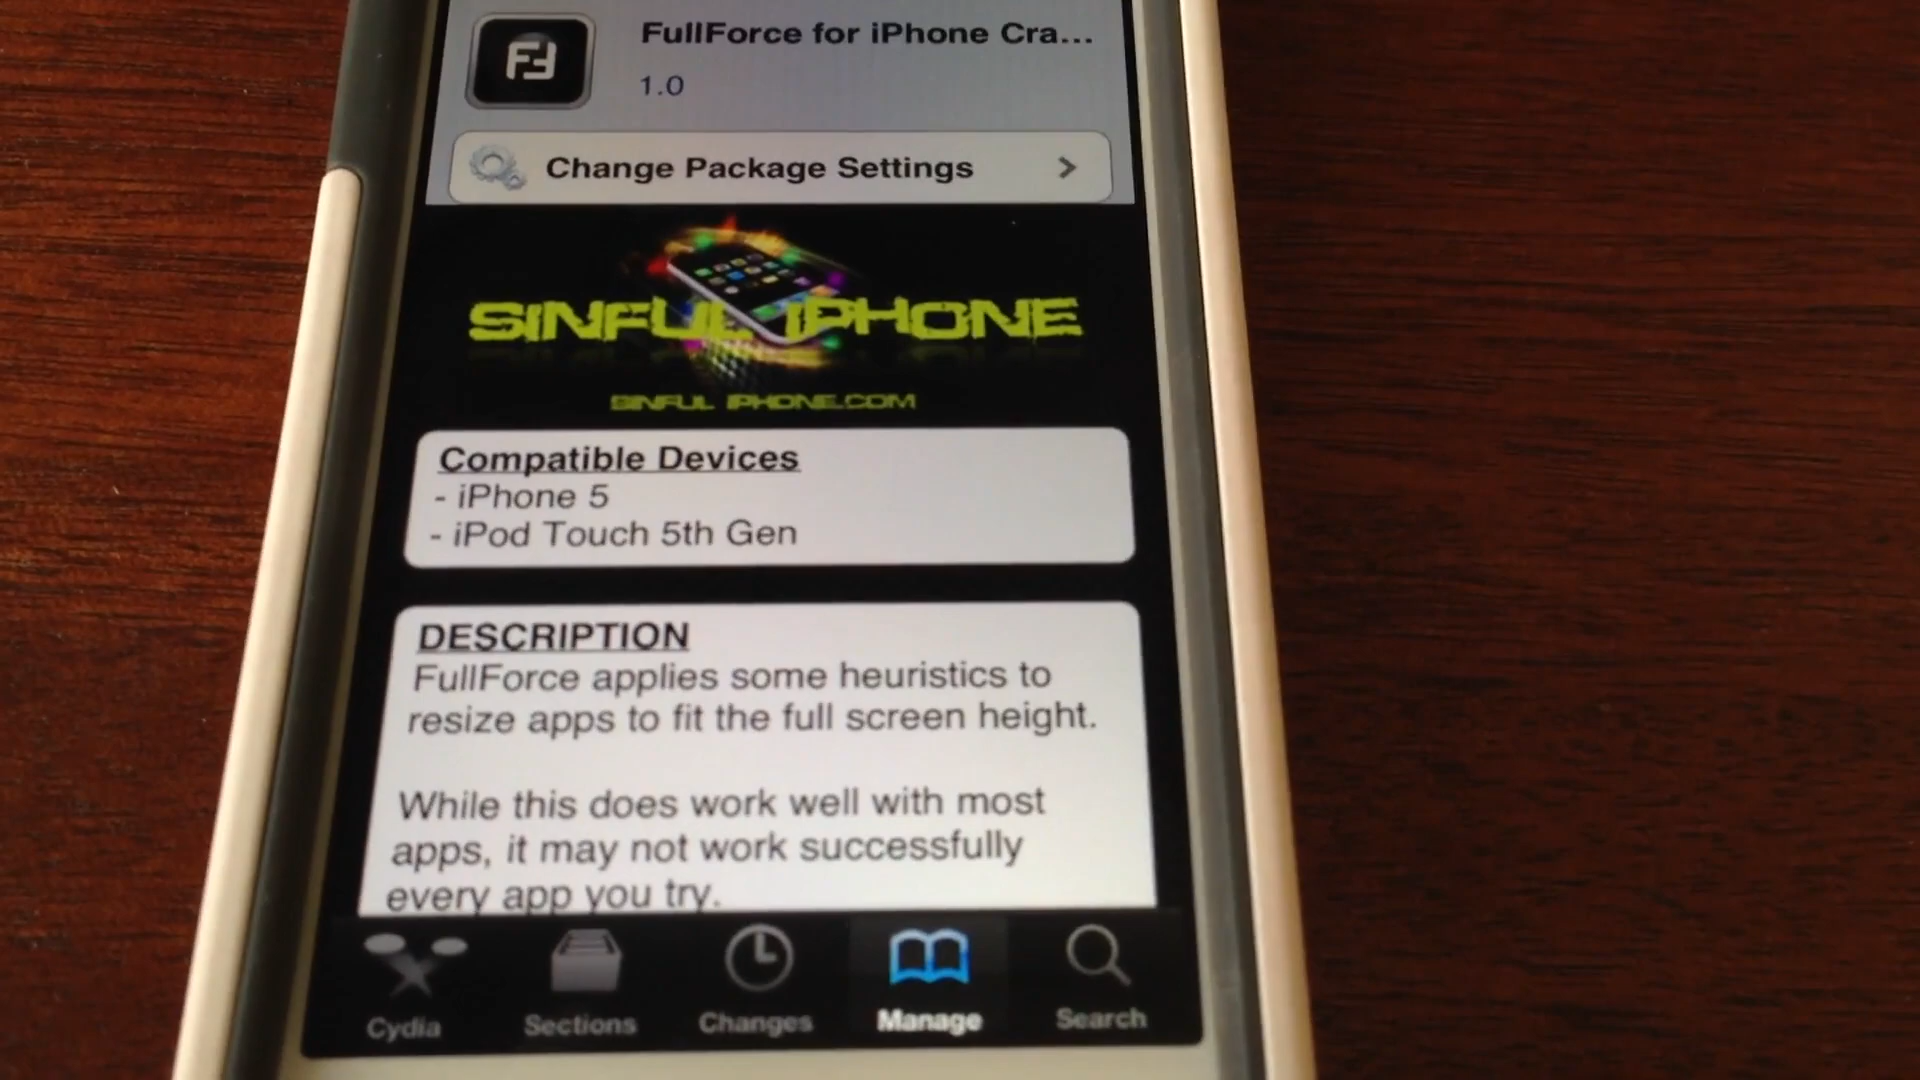 FullForce for iPhone Cra...
1.0
Change Package Settings
SINFUL IPHONE
SINFUL IPHONE.COM
Compatible Devices
- iPhone 5
- iPod Touch 5th Gen
DESCRIPTION
FullForce applies some heuristics to
resize apps to fit the full screen height.
While this does work well with most
apps, it may not work successfully
every app you try.
Cydia
Sections
Changes
Manage
Search